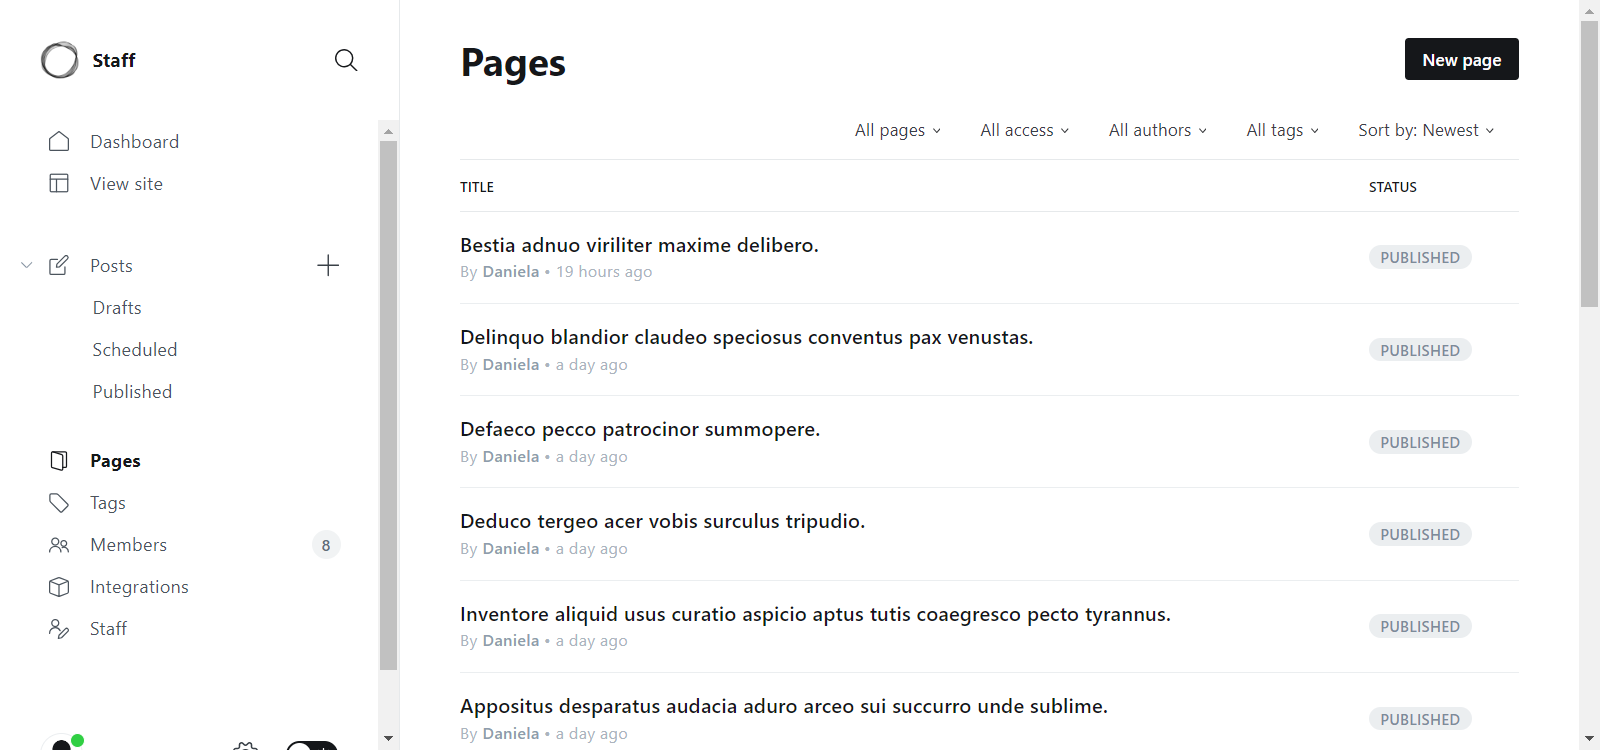 Staff
Dashboard
View site
Posts
Drafts
Scheduled
Published
Pages
Tags
Members
8
Integrations
Staff
Pages
New page
All pages
All access
All authors
All tags
Sort by: Newest
TITLE
STATUS
Bestia adnuo viriliter maxime delibero.
By Daniela • 19 hours ago
PUBLISHED
Delinquo blandior claudeo speciosus conventus pax venustas.
By Daniela • a day ago
PUBLISHED
Defaeco pecco patrocinor summopere.
By Daniela • a day ago
PUBLISHED
Deduco tergeo acer vobis surculus tripudio.
By Daniela • a day ago
PUBLISHED
Inventore aliquid usus curatio aspicio aptus tutis coaegresco pecto tyrannus.
By Daniela • a day ago
PUBLISHED
Appositus desparatus audacia aduro arceo sui succurro unde sublime.
By Daniela • a day ago
PUBLISHED